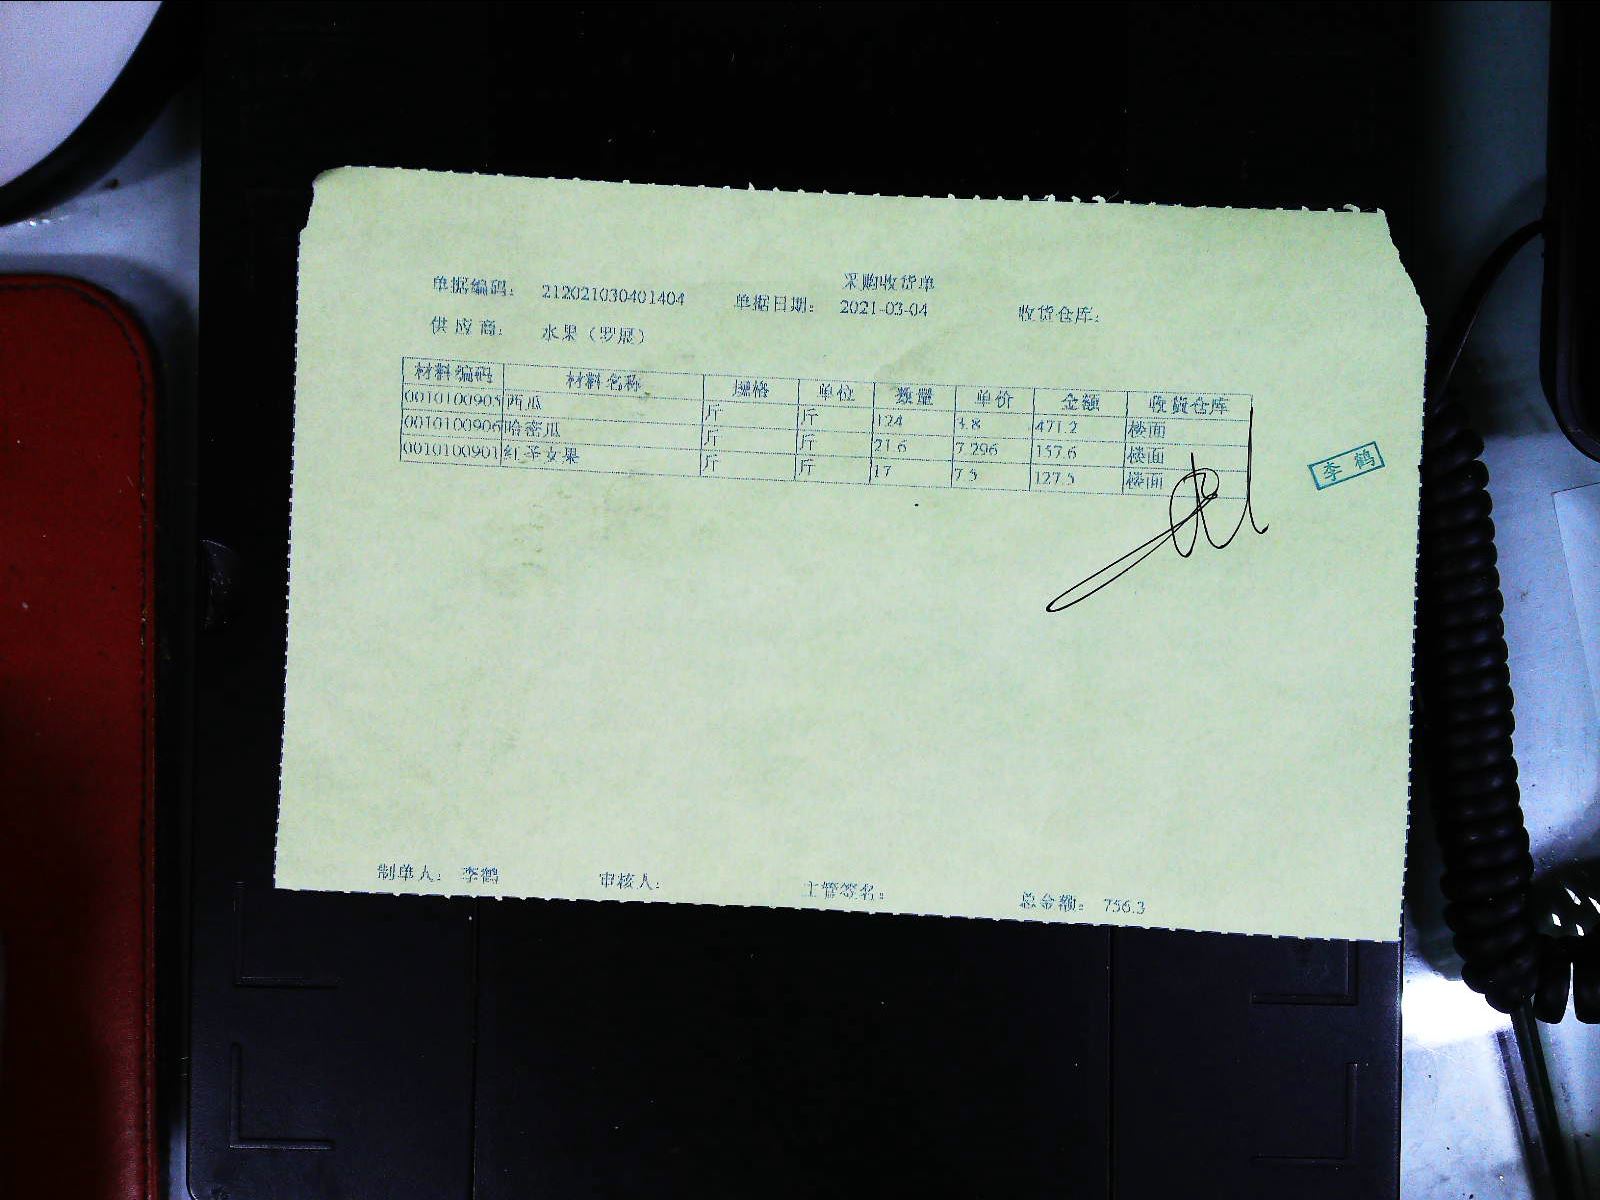 采购收货单
单据编码： 212021030401404 单据日期： 2021-03-04 收货仓库：
供应商： 水果（罗展）
材料编码 材料名称 规格 单位 数量 单价 金额 收货仓库
0010100905 西瓜 斤 斤 124 3.8 471.2 楼面
0010100906 哈密瓜 斤 斤 21.6 7.296 157.6 楼面
0010100901 红圣女果 斤 斤 17 7.5 127.5 楼面
李鹤
制单人： 李鹤 审核人： 主管签名： 总金额： 756.3